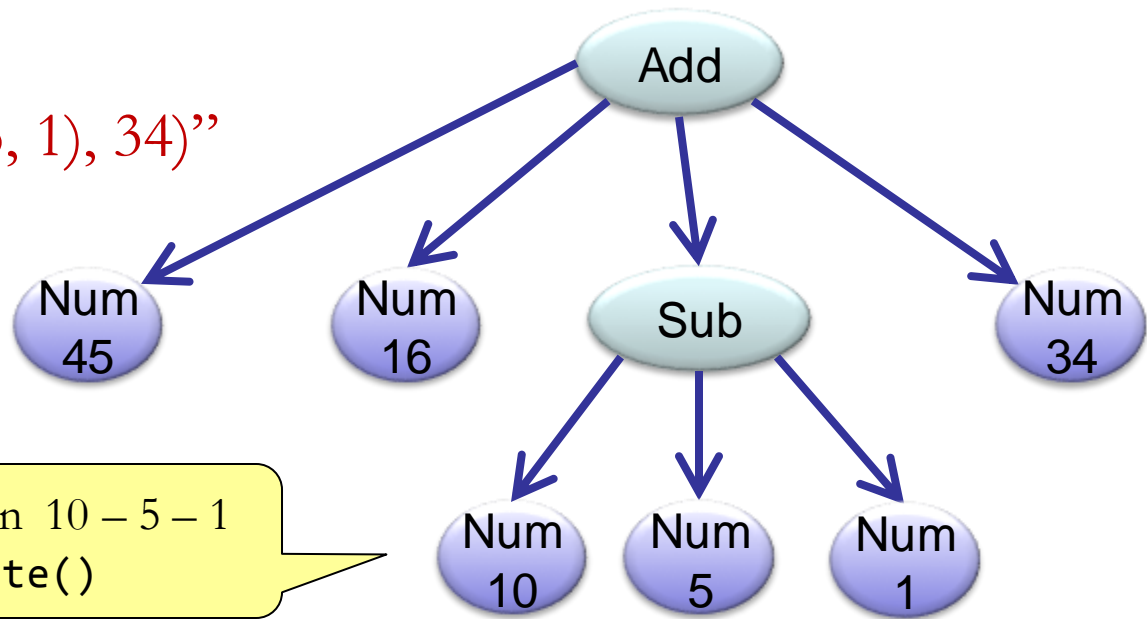 Add
, 1), 34)”
Num
45
Num
16
Sub
Num
34
n 10 – 5 – 1
te()
Num
10
Num
5
Num
1